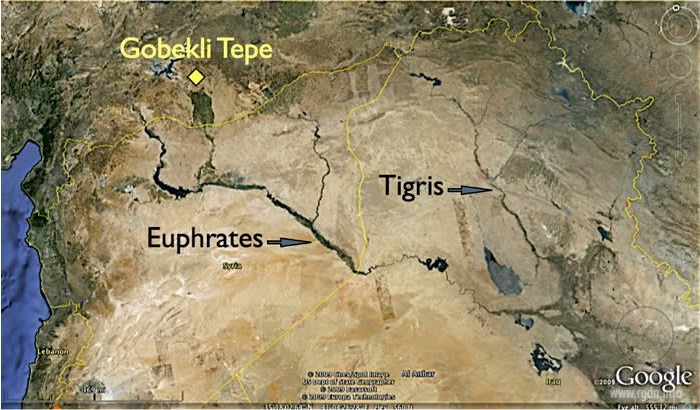 Gobekli Tepe
Tigris
Euphrates
Syria
Lebanon
© 2009 Cnes/Spot Image
US Dept of State Geographer
© 2009 Basarsoft
© 2009 Europa Technologies
Al Anbar
Iraq
©2009 Google
www.rgdn.info